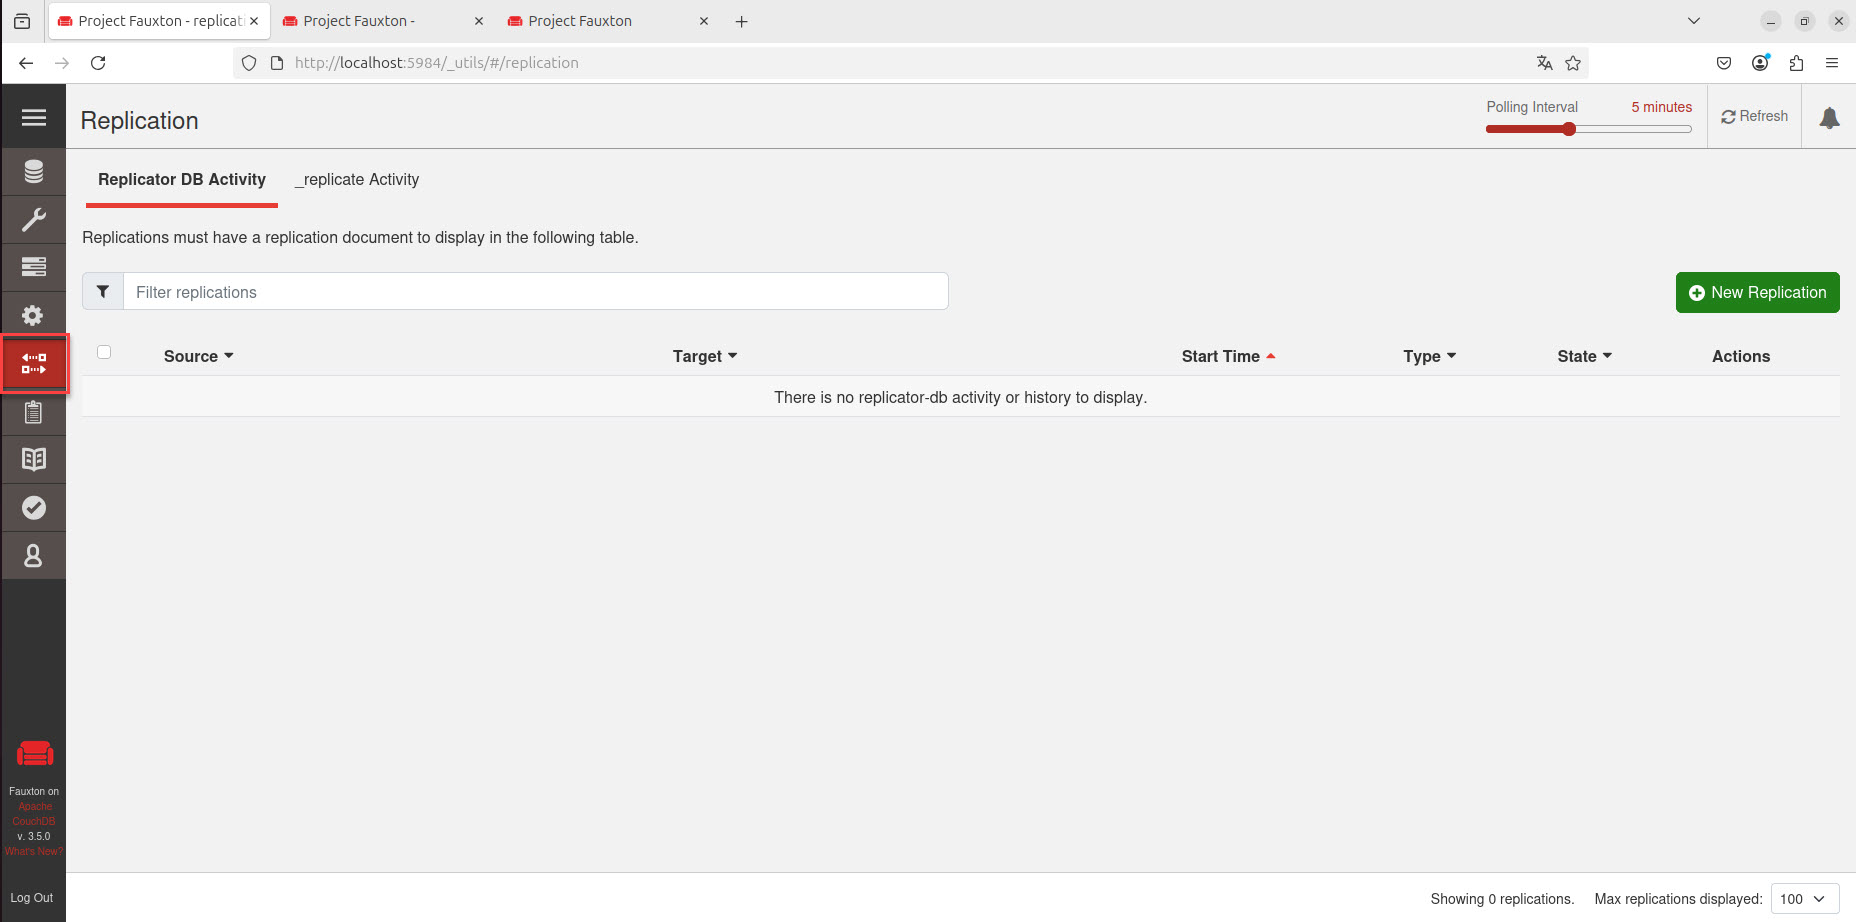 Project Fauxton - replicati
Project Fauxton -
Project Fauxton
http://localhost:5984/_utils/#/replication
Replication
Polling Interval 5 minutes
Refresh
Replicator DB Activity
_replicate Activity
Replications must have a replication document to display in the following table.
Filter replications
New Replication
Source Target Start Time Type State Actions
There is no replicator-db activity or history to display.
Fauxton on
Apache
CouchDB
v. 3.5.0
What's New?
Log Out
Showing 0 replications. Max replications displayed: 100